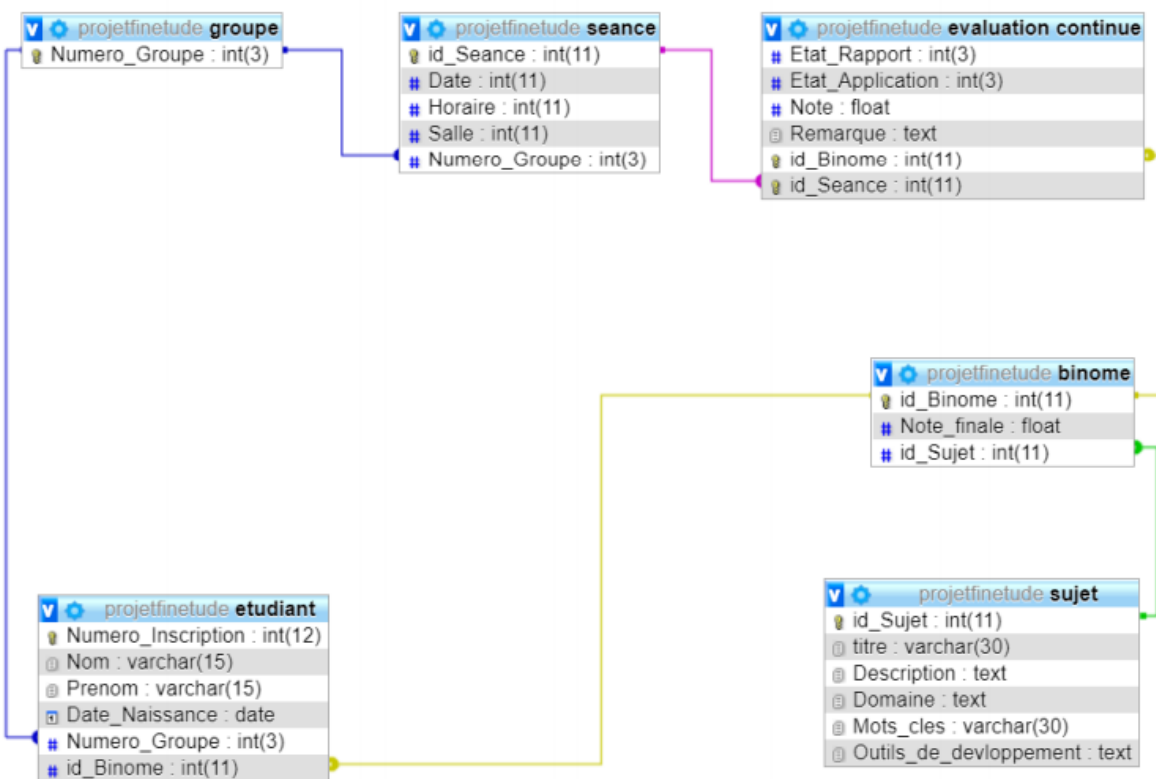 projetfinetude groupe
Numero_Groupe : int(3)
projetfinetude seance
id_Seance : int(11)
Date : int(11)
Horaire : int(11)
Salle : int(11)
Numero_Groupe : int(3)
projetfinetude evaluation continue
Etat_Rapport : int(3)
Etat_Application : int(3)
Note : float
Remarque : text
id_Binome : int(11)
id_Seance : int(11)
projetfinetude binome
id_Binome : int(11)
Note_finale : float
id_Sujet : int(11)
projetfinetude etudiant
Numero_Inscription : int(12)
Nom : varchar(15)
Prenom : varchar(15)
Date_Naissance : date
Numero_Groupe : int(3)
id_Binome : int(11)
projetfinetude sujet
id_Sujet : int(11)
titre : varchar(30)
Description : text
Domaine : text
Mots_cles : varchar(30)
Outils_de_devloppement : text